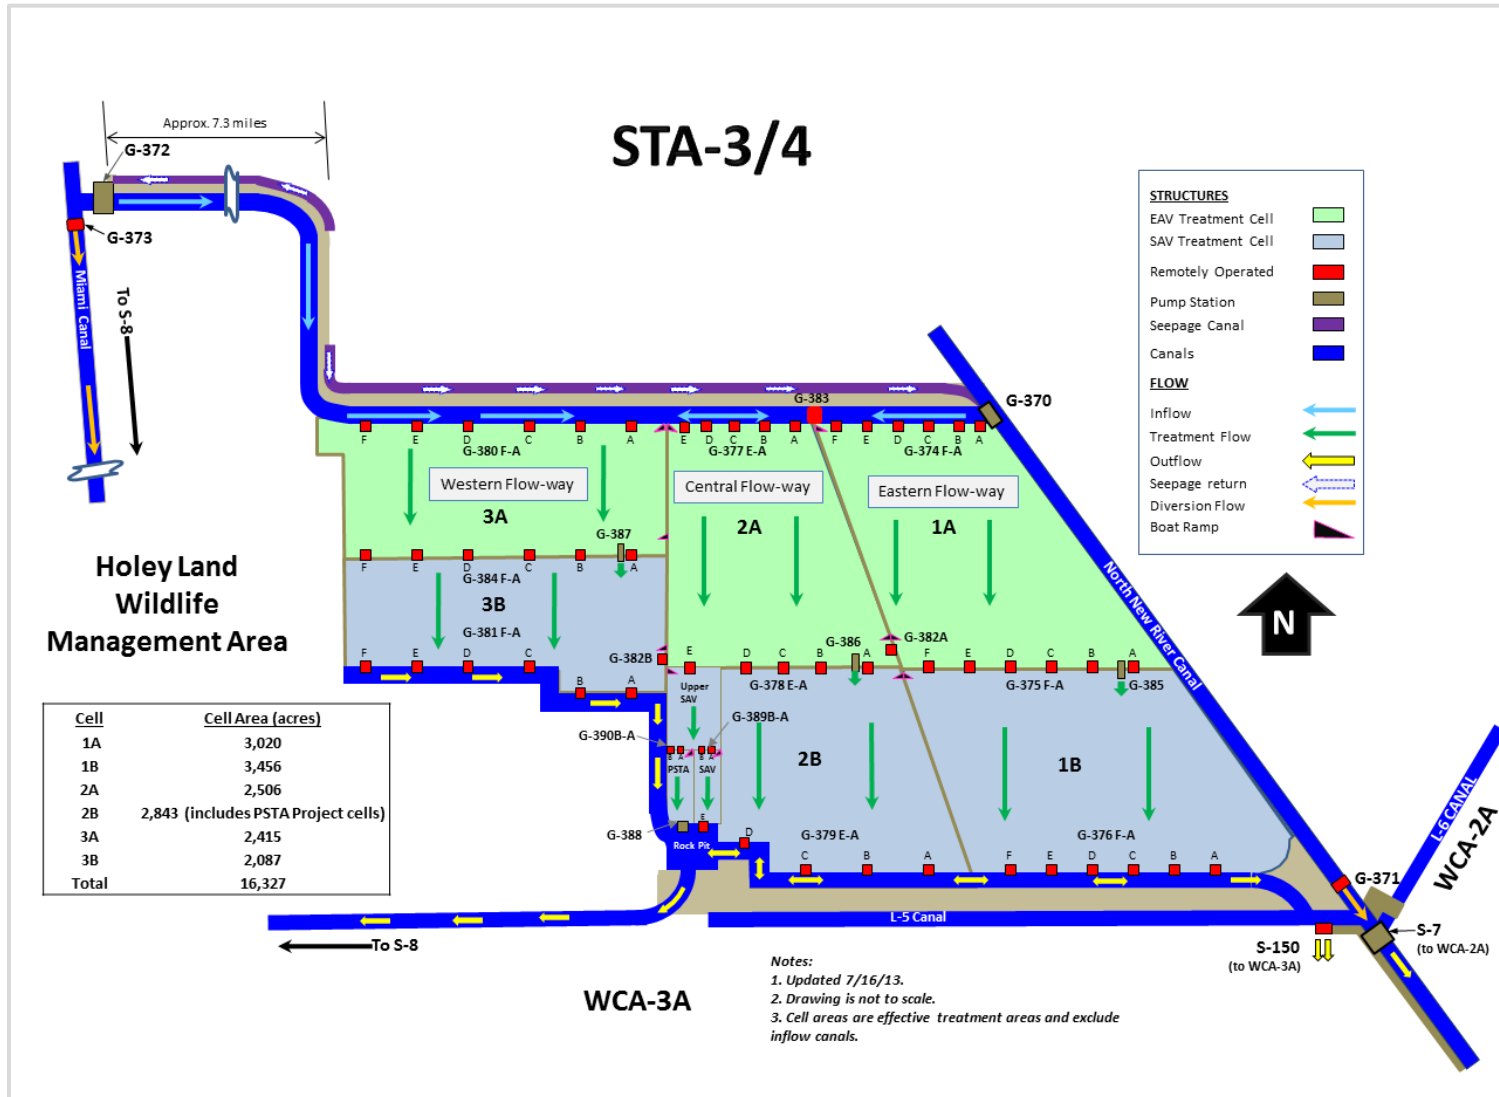 STA-3/4
Approx. 7.3 miles
G-372
G-373
Miami Canal
To S-8
Holey Land
Wildlife
Management Area
STRUCTURES
EAV Treatment Cell
SAV Treatment Cell
Remotely Operated
Pump Station
Seepage Canal
Canals
FLOW
Inflow
Treatment Flow
Outflow
Seepage return
Diversion Flow
Boat Ramp
N
G-383
G-370
F E D C B A
E D C B A
F E D C B A
G-380 F-A
G-377 E-A
G-374 F-A
Western Flow-way
Central Flow-way
Eastern Flow-way
3A
2A
1A
G-387
F E D C B A
G-384 F-A
3B
G-381 F-A
F E D C
B A
G-382B
G-386
G-382A
E D C B A
F E D C B A
G-378 E-A
G-375 F-A
G-385
North New River Canal
Upper
SAV
G-389B-A
G-390B-A
B A B A
PSTA SAV
2B
1B
G-388
E
Rock Pit
D
G-379 E-A
G-376 F-A
C B A
F E D C B A
L-6 CANAL
WCA-2A
G-371
L-5 Canal
S-7
(to WCA-2A)
S-150
(to WCA-3A)
To S-8
WCA-3A
Cell Cell Area (acres)
1A 3,020
1B 3,456
2A 2,506
2B 2,843 (includes PSTA Project cells)
3A 2,415
3B 2,087
Total 16,327
Notes:
1. Updated 7/16/13.
2. Drawing is not to scale.
3. Cell areas are effective treatment areas and exclude
inflow canals.